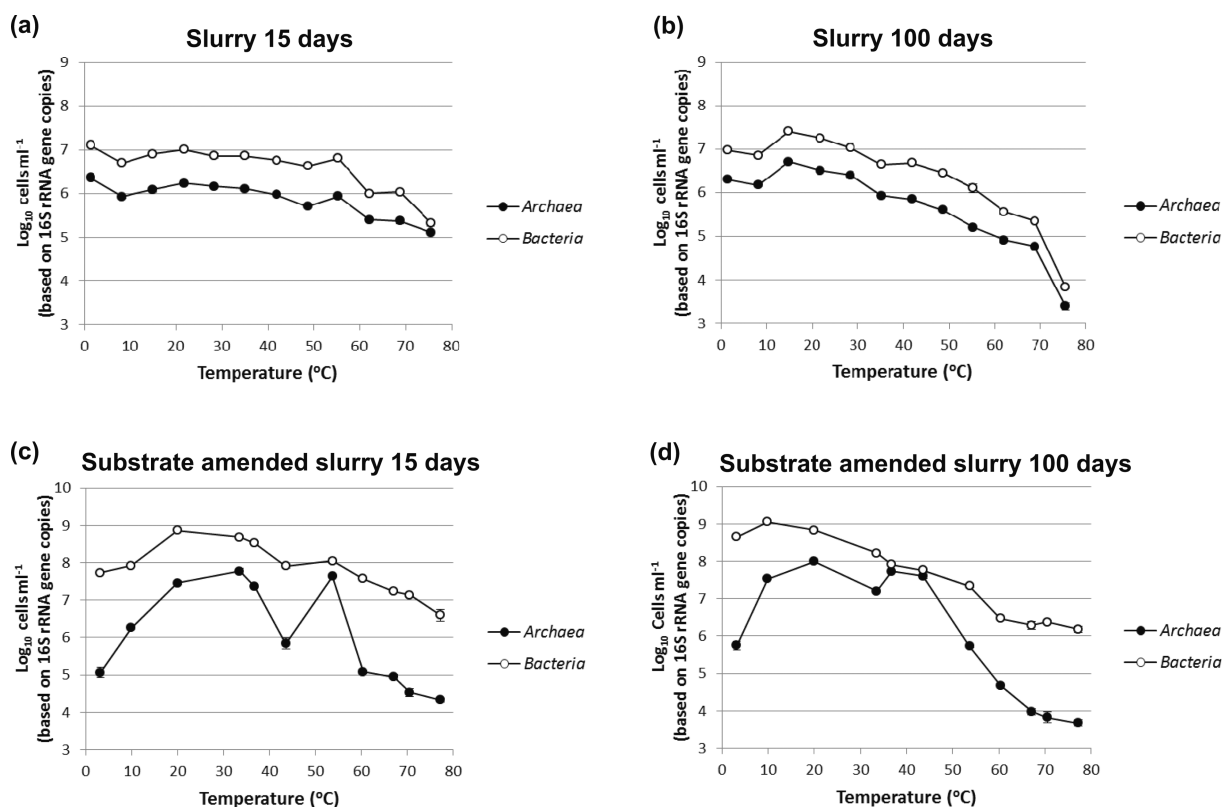 (a)
Slurry 15 days
Log₁₀ cells ml⁻¹
(based on 16S rRNA gene copies)
9
8
7
6
5
4
3
0 10 20 30 40 50 60 70 80
Temperature (°C)
Archaea
Bacteria
(b)
Slurry 100 days
Log₁₀ cells ml⁻¹
(based on 16S rRNA gene copies)
9
8
7
6
5
4
3
0 10 20 30 40 50 60 70 80
Temperature (°C)
Archaea
Bacteria
(c)
Substrate amended slurry 15 days
Log₁₀ cells ml⁻¹
(based on 16S rRNA gene copies)
10
9
8
7
6
5
4
3
0 10 20 30 40 50 60 70 80
Temperature (°C)
Archaea
Bacteria
(d)
Substrate amended slurry 100 days
Log₁₀ Cells ml⁻¹
(based on 16S rRNA gene copies)
10
9
8
7
6
5
4
3
0 10 20 30 40 50 60 70 80
Temperature (°C)
Archaea
Bacteria